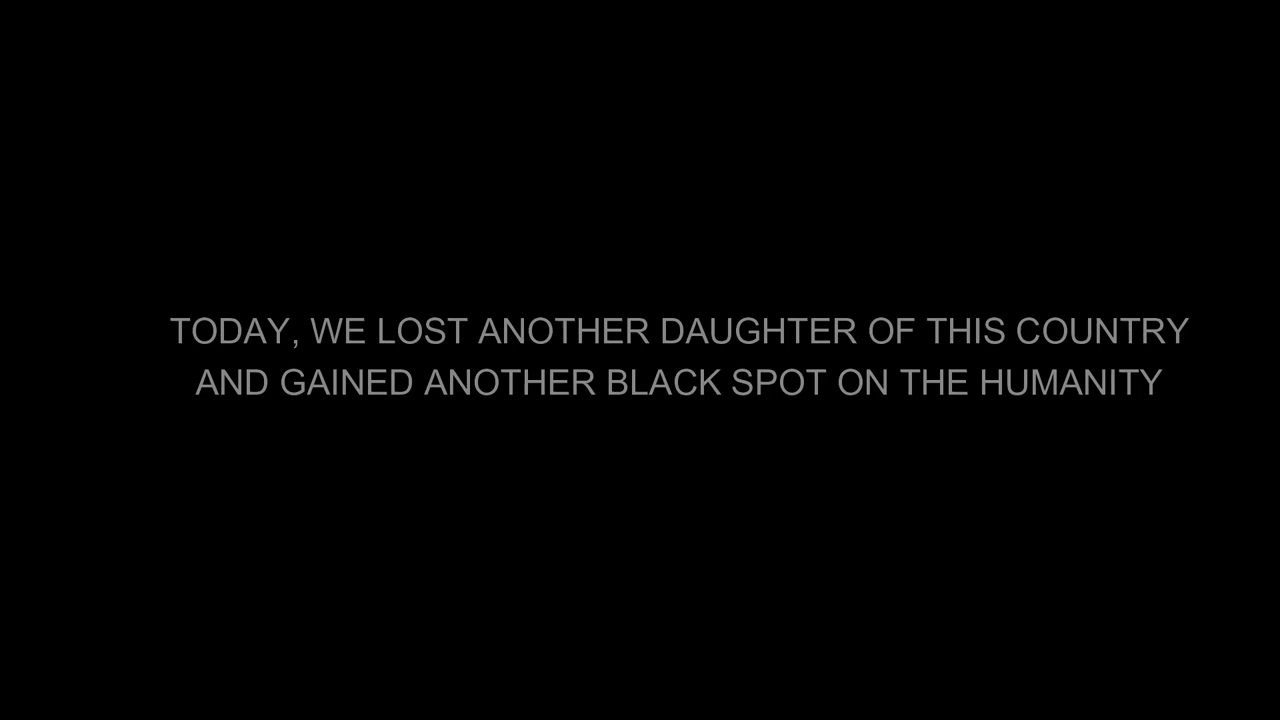 TODAY, WE LOST ANOTHER DAUGHTER OF THIS COUNTRY
AND GAINED ANOTHER BLACK SPOT ON THE HUMANITY